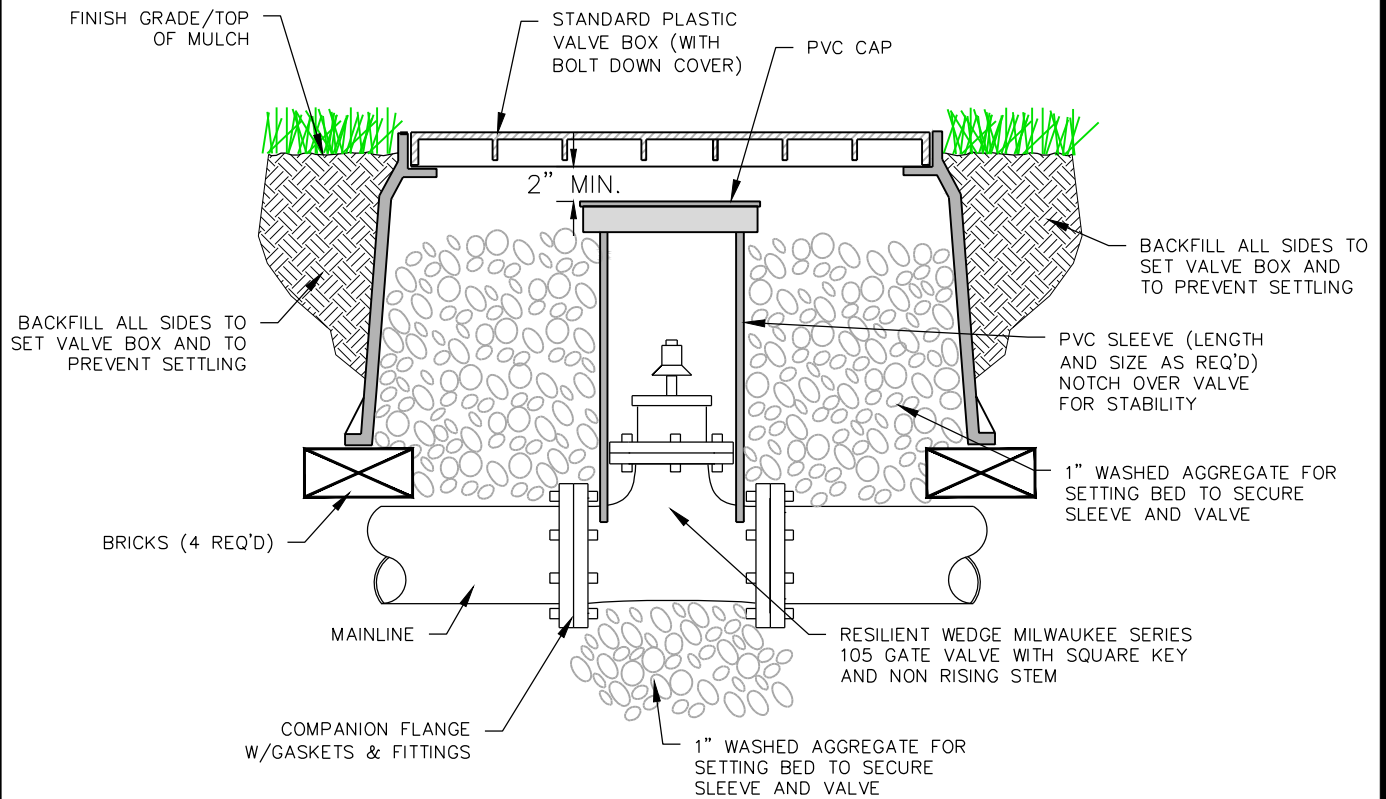 FINISH GRADE/TOP
OF MULCH
STANDARD PLASTIC
VALVE BOX (WITH
BOLT DOWN COVER)
PVC CAP
2" MIN.
BACKFILL ALL SIDES TO
SET VALVE BOX AND
TO PREVENT SETTLING
BACKFILL ALL SIDES TO
SET VALVE BOX AND TO
PREVENT SETTLING
PVC SLEEVE (LENGTH
AND SIZE AS REQ'D)
NOTCH OVER VALVE
FOR STABILITY
1" WASHED AGGREGATE FOR
SETTING BED TO SECURE
SLEEVE AND VALVE
BRICKS (4 REQ'D)
MAINLINE
RESILIENT WEDGE MILWAUKEE SERIES
105 GATE VALVE WITH SQUARE KEY
AND NON RISING STEM
COMPANION FLANGE
W/GASKETS & FITTINGS
1" WASHED AGGREGATE FOR
SETTING BED TO SECURE
SLEEVE AND VALVE